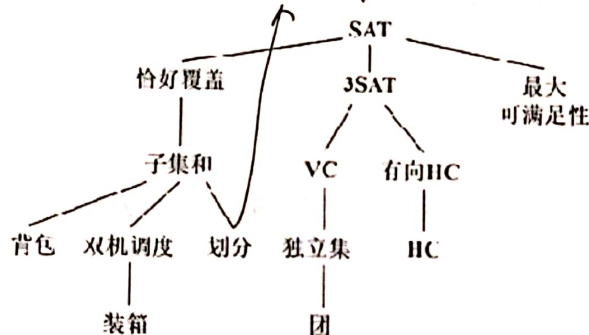 SAT
恰好覆盖 3SAT 最大
可满足性
子集和 VC 有向HC
背包 双机调度 划分 独立集 HC
装箱 团